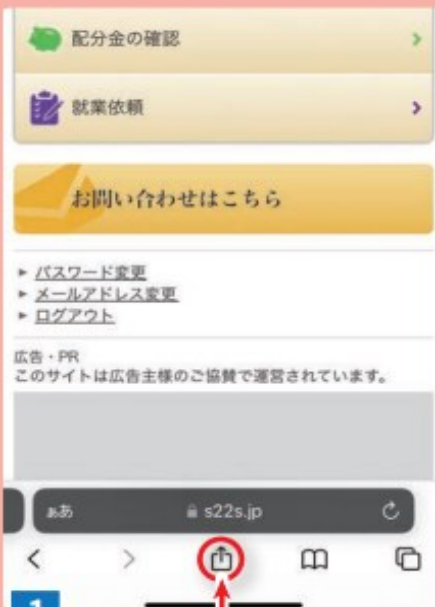 配分金の確認
就業依頼
お問い合わせはこちら
パスワード変更
メールアドレス変更
ログアウト
広告・PR
このサイトは広告主様のご協賛で運営されています。
ぁあ s22s.jp
1